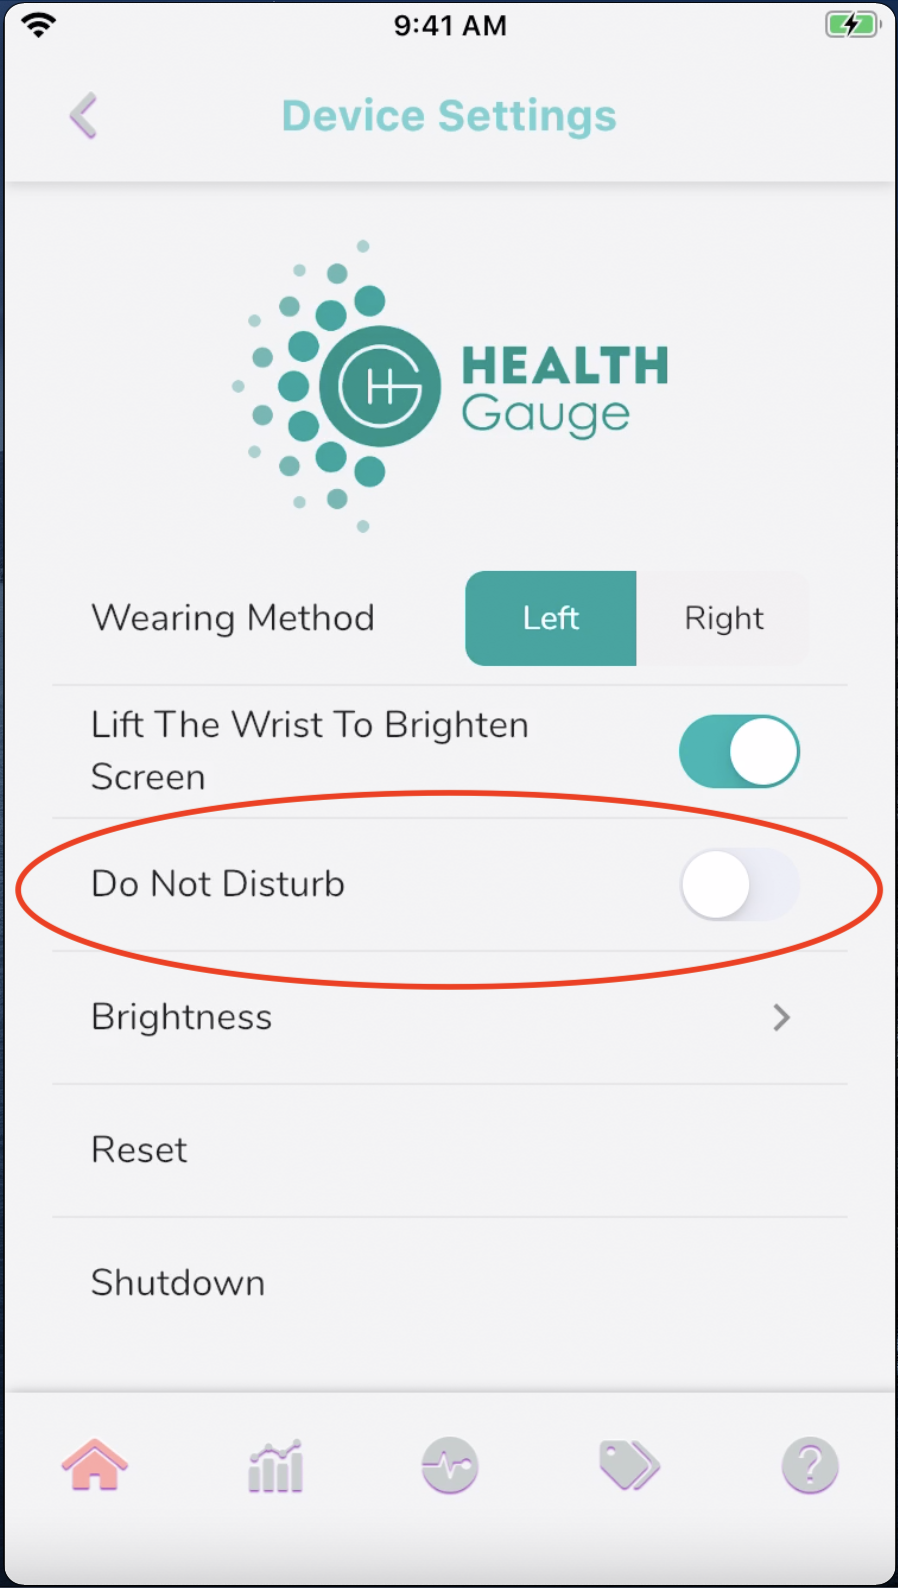 9:41 AM
Device Settings
HG
HEALTH
Gauge
Wearing Method
Left
Right
Lift The Wrist To Brighten
Screen
Do Not Disturb
Brightness
Reset
Shutdown
?